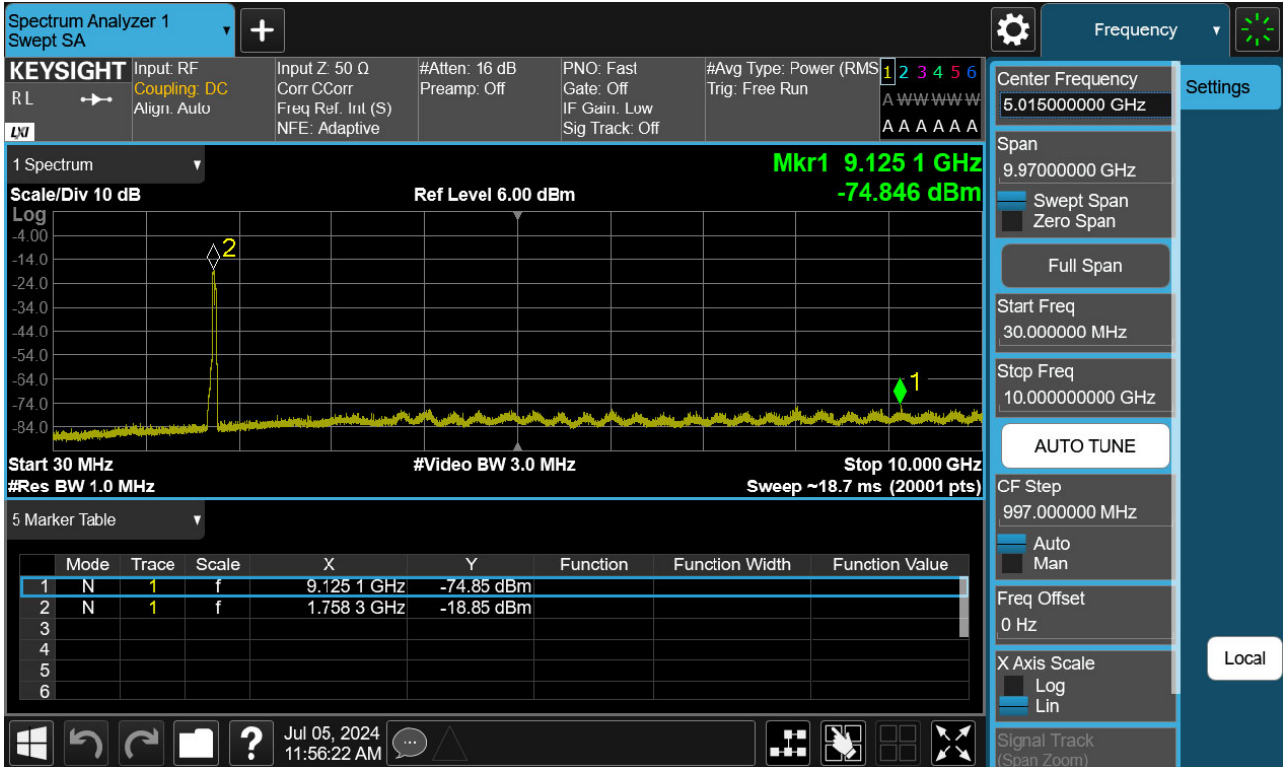 Spectrum Analyzer 1
Swept SA
Frequency
KEYSIGHT
R L
LXI
Input: RF
Coupling: DC
Align: Auto
Input Z: 50 Ω
Corr CCorr
Freq Ref: Int (S)
NFE: Adaptive
#Atten: 16 dB
Preamp: Off
PNO: Fast
Gate: Off
IF Gain: Low
Sig Track: Off
#Avg Type: Power (RMS
Trig: Free Run
1 2 3 4 5 6
A W W W W W
A A A A A A
1 Spectrum
Mkr1 9.125 1 GHz
Scale/Div 10 dB
Ref Level 6.00 dBm
-74.846 dBm
Log
-4.00
-14.0
-24.0
-34.0
-44.0
-54.0
-64.0
-74.0
-84.0
2
1
Start 30 MHz
#Video BW 3.0 MHz
Stop 10.000 GHz
#Res BW 1.0 MHz
Sweep ~18.7 ms (20001 pts)
5 Marker Table
Mode Trace Scale X Y Function Function Width Function Value
1 N 1 f 9.125 1 GHz -74.85 dBm
2 N 1 f 1.758 3 GHz -18.85 dBm
3
4
5
6
?
Jul 05, 2024
11:56:22 AM
Center Frequency
5.015000000 GHz
Settings
Span
9.97000000 GHz
Swept Span
Zero Span
Full Span
Start Freq
30.000000 MHz
Stop Freq
10.000000000 GHz
AUTO TUNE
CF Step
997.000000 MHz
Auto
Man
Freq Offset
0 Hz
X Axis Scale
Log
Lin
Local
Signal Track
(Span Zoom)